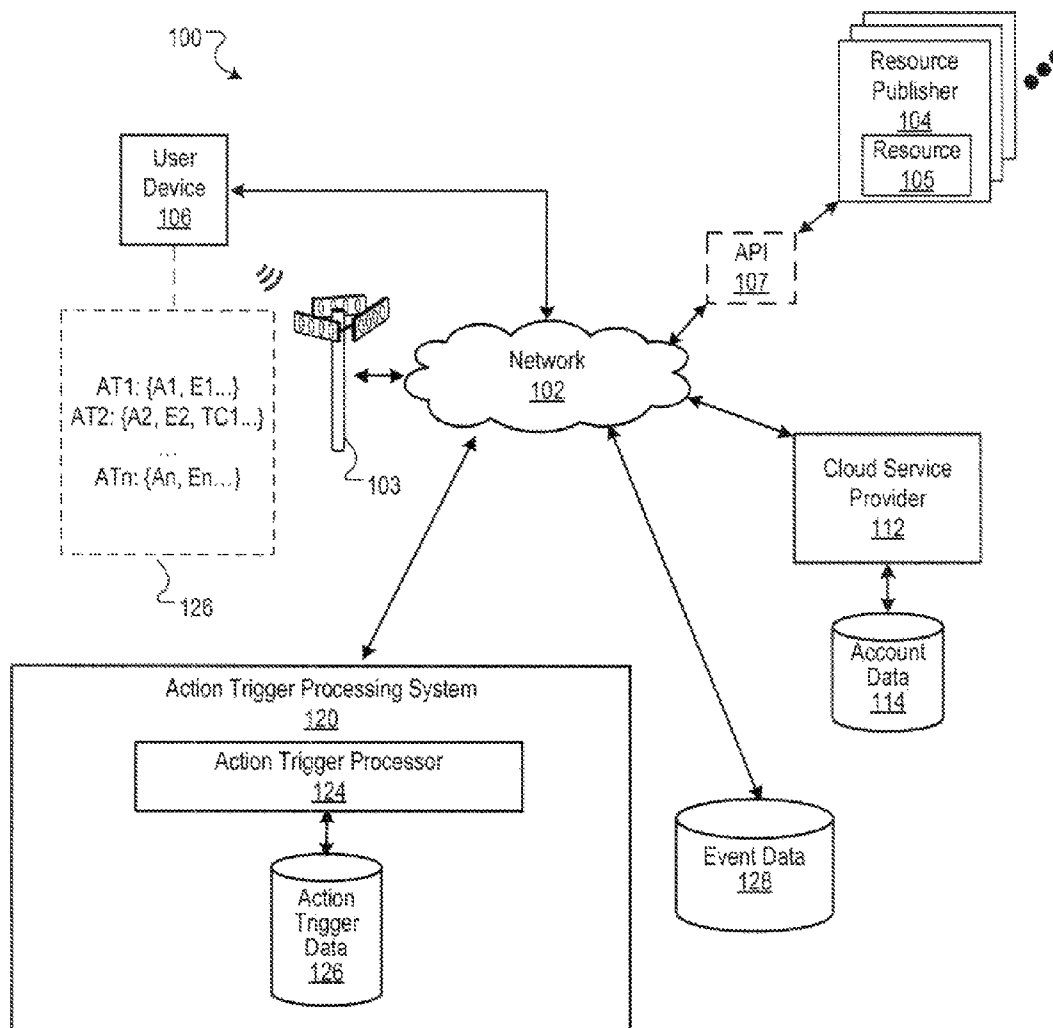 100
Resource
Publisher
104
Resource
105
User
Device
106
API
107
Network
102
AT1: {A1, E1...}
AT2: {A2, E2, TC1...}
...
ATn: {An, En...}
103
126
Cloud Service
Provider
112
Account
Data
114
Action Trigger Processing System
120
Action Trigger Processor
124
Action
Trigger
Data
126
Event Data
128